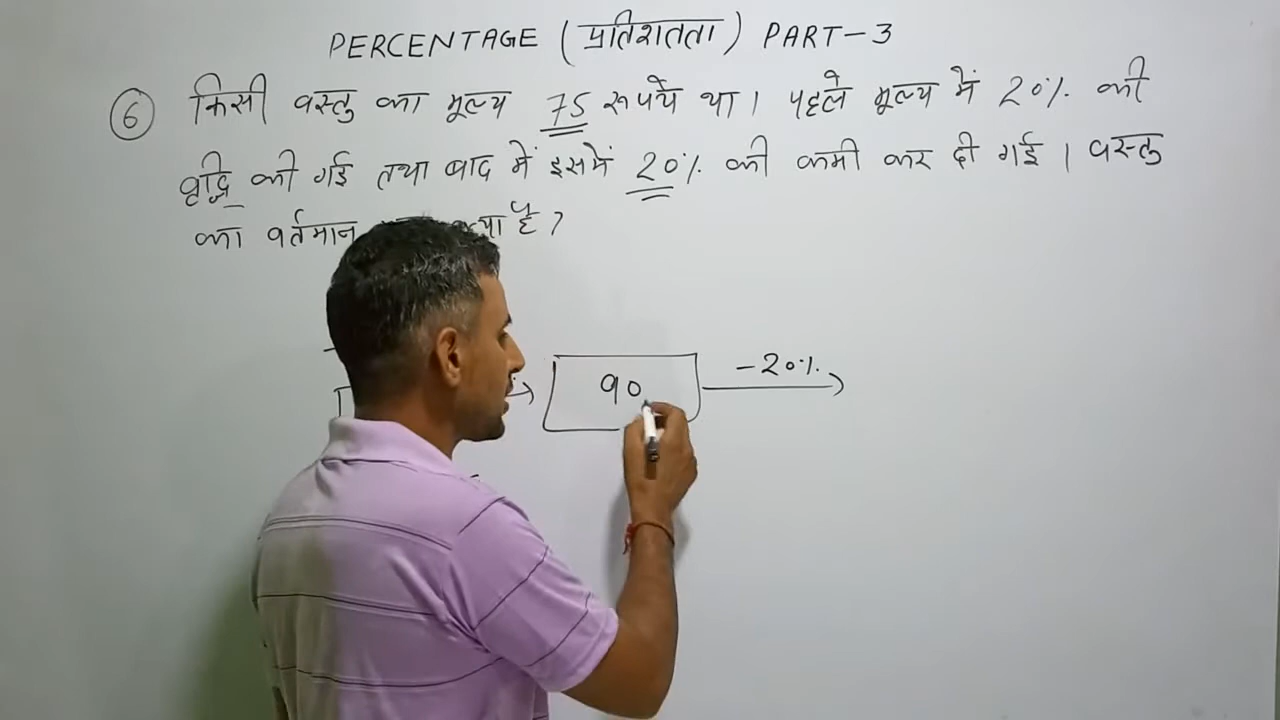 PERCENTAGE (प्रतिशतता) PART-3
6 किसी वस्तु का मूल्य 75 रूपये था। पहले मूल्य में 20% की
वृद्धि की गई तथा बाद में इसमें 20% की कमी कर दी गई। वस्तु
का वर्तमान क्या है?
90
-20%